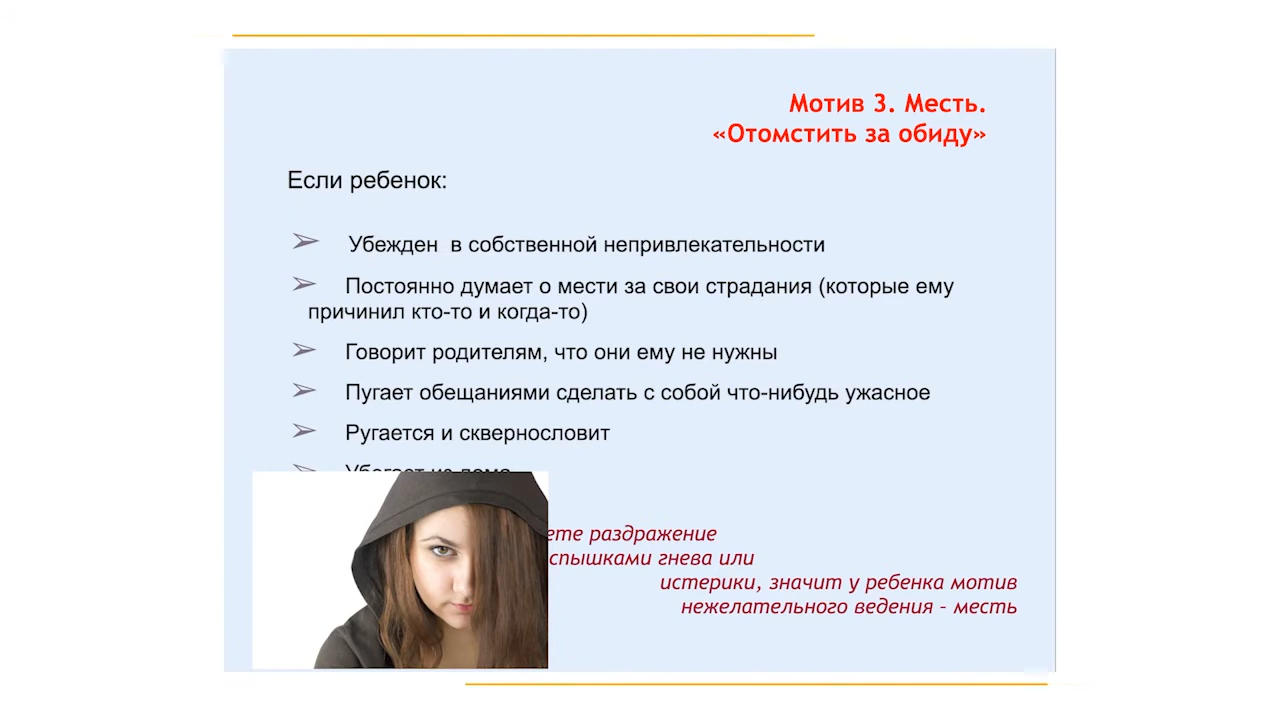 Мотив 3. Месть.
«Отомстить за обиду»
Если ребенок:
Убежден в собственной непривлекательности
Постоянно думает о мести за свои страдания (которые ему
причинил кто-то и когда-то)
Говорит родителям, что они ему не нужны
Пугает обещаниями сделать с собой что-нибудь ужасное
Ругается и сквернословит
Убегает из дома
ете раздражение
спышками гнева или
истерики, значит у ребенка мотив
нежелательного ведения – месть